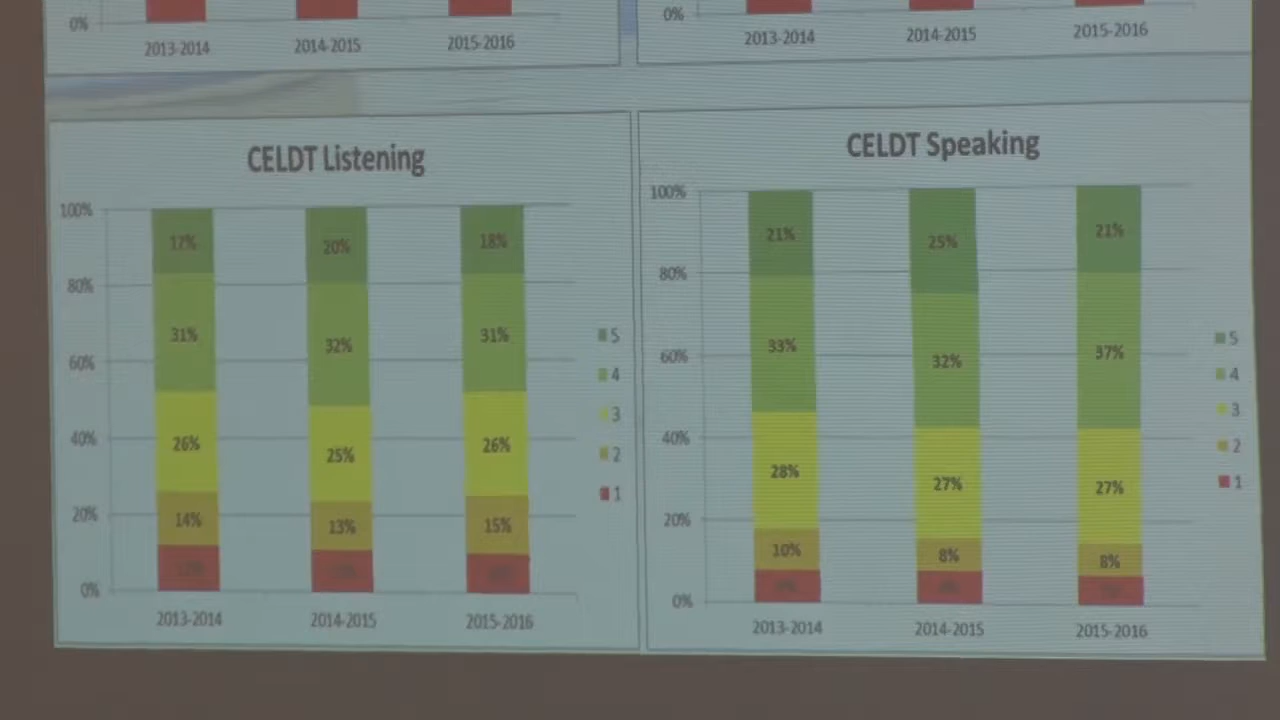 0%
2013-2014 2014-2015 2015-2016
0%
2013-2014 2014-2015 2015-2016
CELDT Listening
100%
80%
60%
40%
20%
0%
17% 20% 18%
31% 32% 31%
26% 25% 26%
14% 13% 15%
2013-2014 2014-2015 2015-2016
5
4
3
2
1
CELDT Speaking
100%
80%
60%
40%
20%
0%
21% 25% 21%
33% 32% 37%
28% 27% 27%
10% 8% 8%
2013-2014 2014-2015 2015-2016
5
4
3
2
1